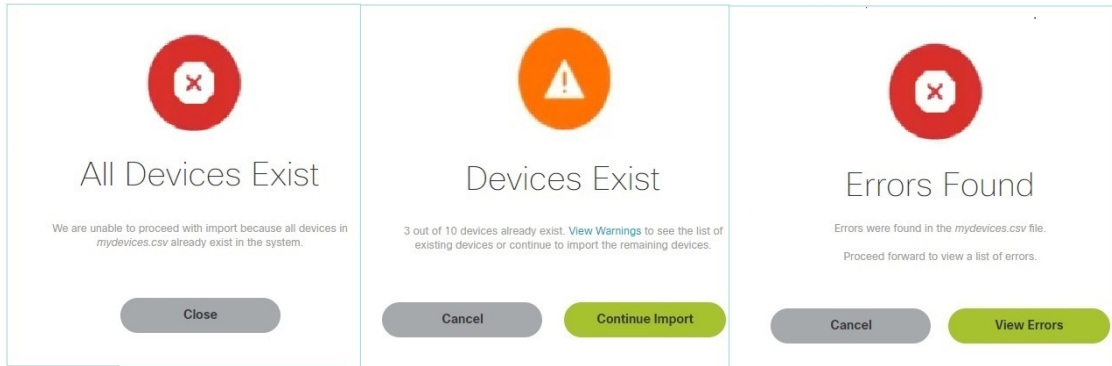 All Devices Exist
We are unable to proceed with import because all devices in
mydevices.csv already exist in the system.
Close
Devices Exist
3 out of 10 devices already exist. View Warnings to see the list of
existing devices or continue to import the remaining devices.
Cancel
Continue Import
Errors Found
Errors were found in the mydevices.csv file.
Proceed forward to view a list of errors.
Cancel
View Errors